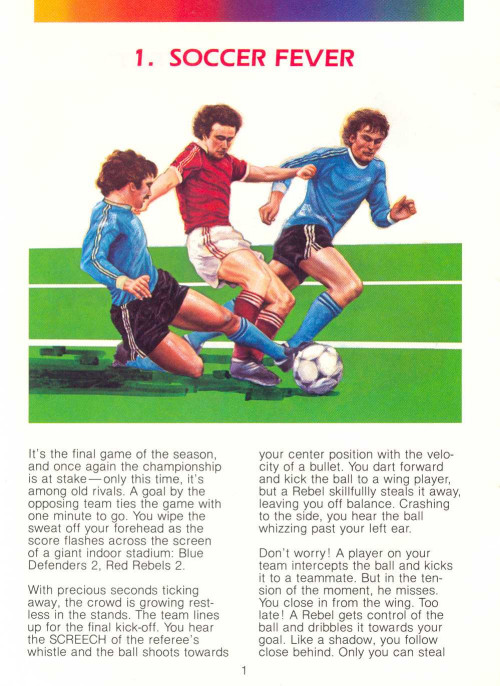 1. SOCCER FEVER
It's the final game of the season,
and once again the championship
is at stake — only this time, it's
among old rivals. A goal by the
opposing team ties the game with
one minute to go. You wipe the
sweat off your forehead as the
score flashes across the screen
of a giant indoor stadium: Blue
Defenders 2, Red Rebels 2.
With precious seconds ticking
away, the crowd is growing rest-
less in the stands. The team lines
up for the final kick-off. You hear
the SCREECH of the referee's
whistle and the ball shoots towards
your center position with the velo-
city of a bullet. You dart forward
and kick the ball to a wing player,
but a Rebel skillfullly steals it away,
leaving you off balance. Crashing
to the side, you hear the ball
whizzing past your left ear.
Don't worry! A player on your
team intercepts the ball and kicks
it to a teammate. But in the ten-
sion of the moment, he misses.
You close in from the wing. Too
late! A Rebel gets control of the
ball and dribbles it towards your
goal. Like a shadow, you follow
close behind. Only you can steal
1